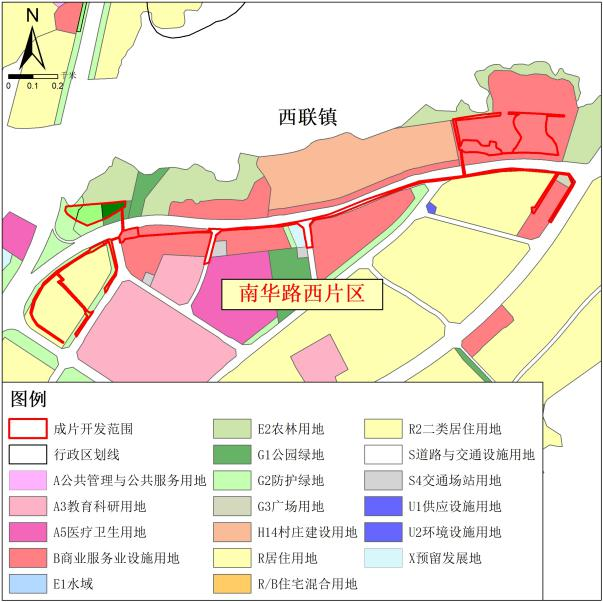 N
0 0.1 0.2 千米
西联镇
南华路西片区
图例
成片开发范围
行政区划线
A公共管理与公共服务用地
A3教育科研用地
A5医疗卫生用地
B商业服务业设施用地
E1水域
E2农林用地
G1公园绿地
G2防护绿地
G3广场用地
H14村庄建设用地
R居住用地
R/B住宅混合用地
R2二类居住用地
S道路与交通设施用地
S4交通场站用地
U1供应设施用地
U2环境设施用地
X预留发展地